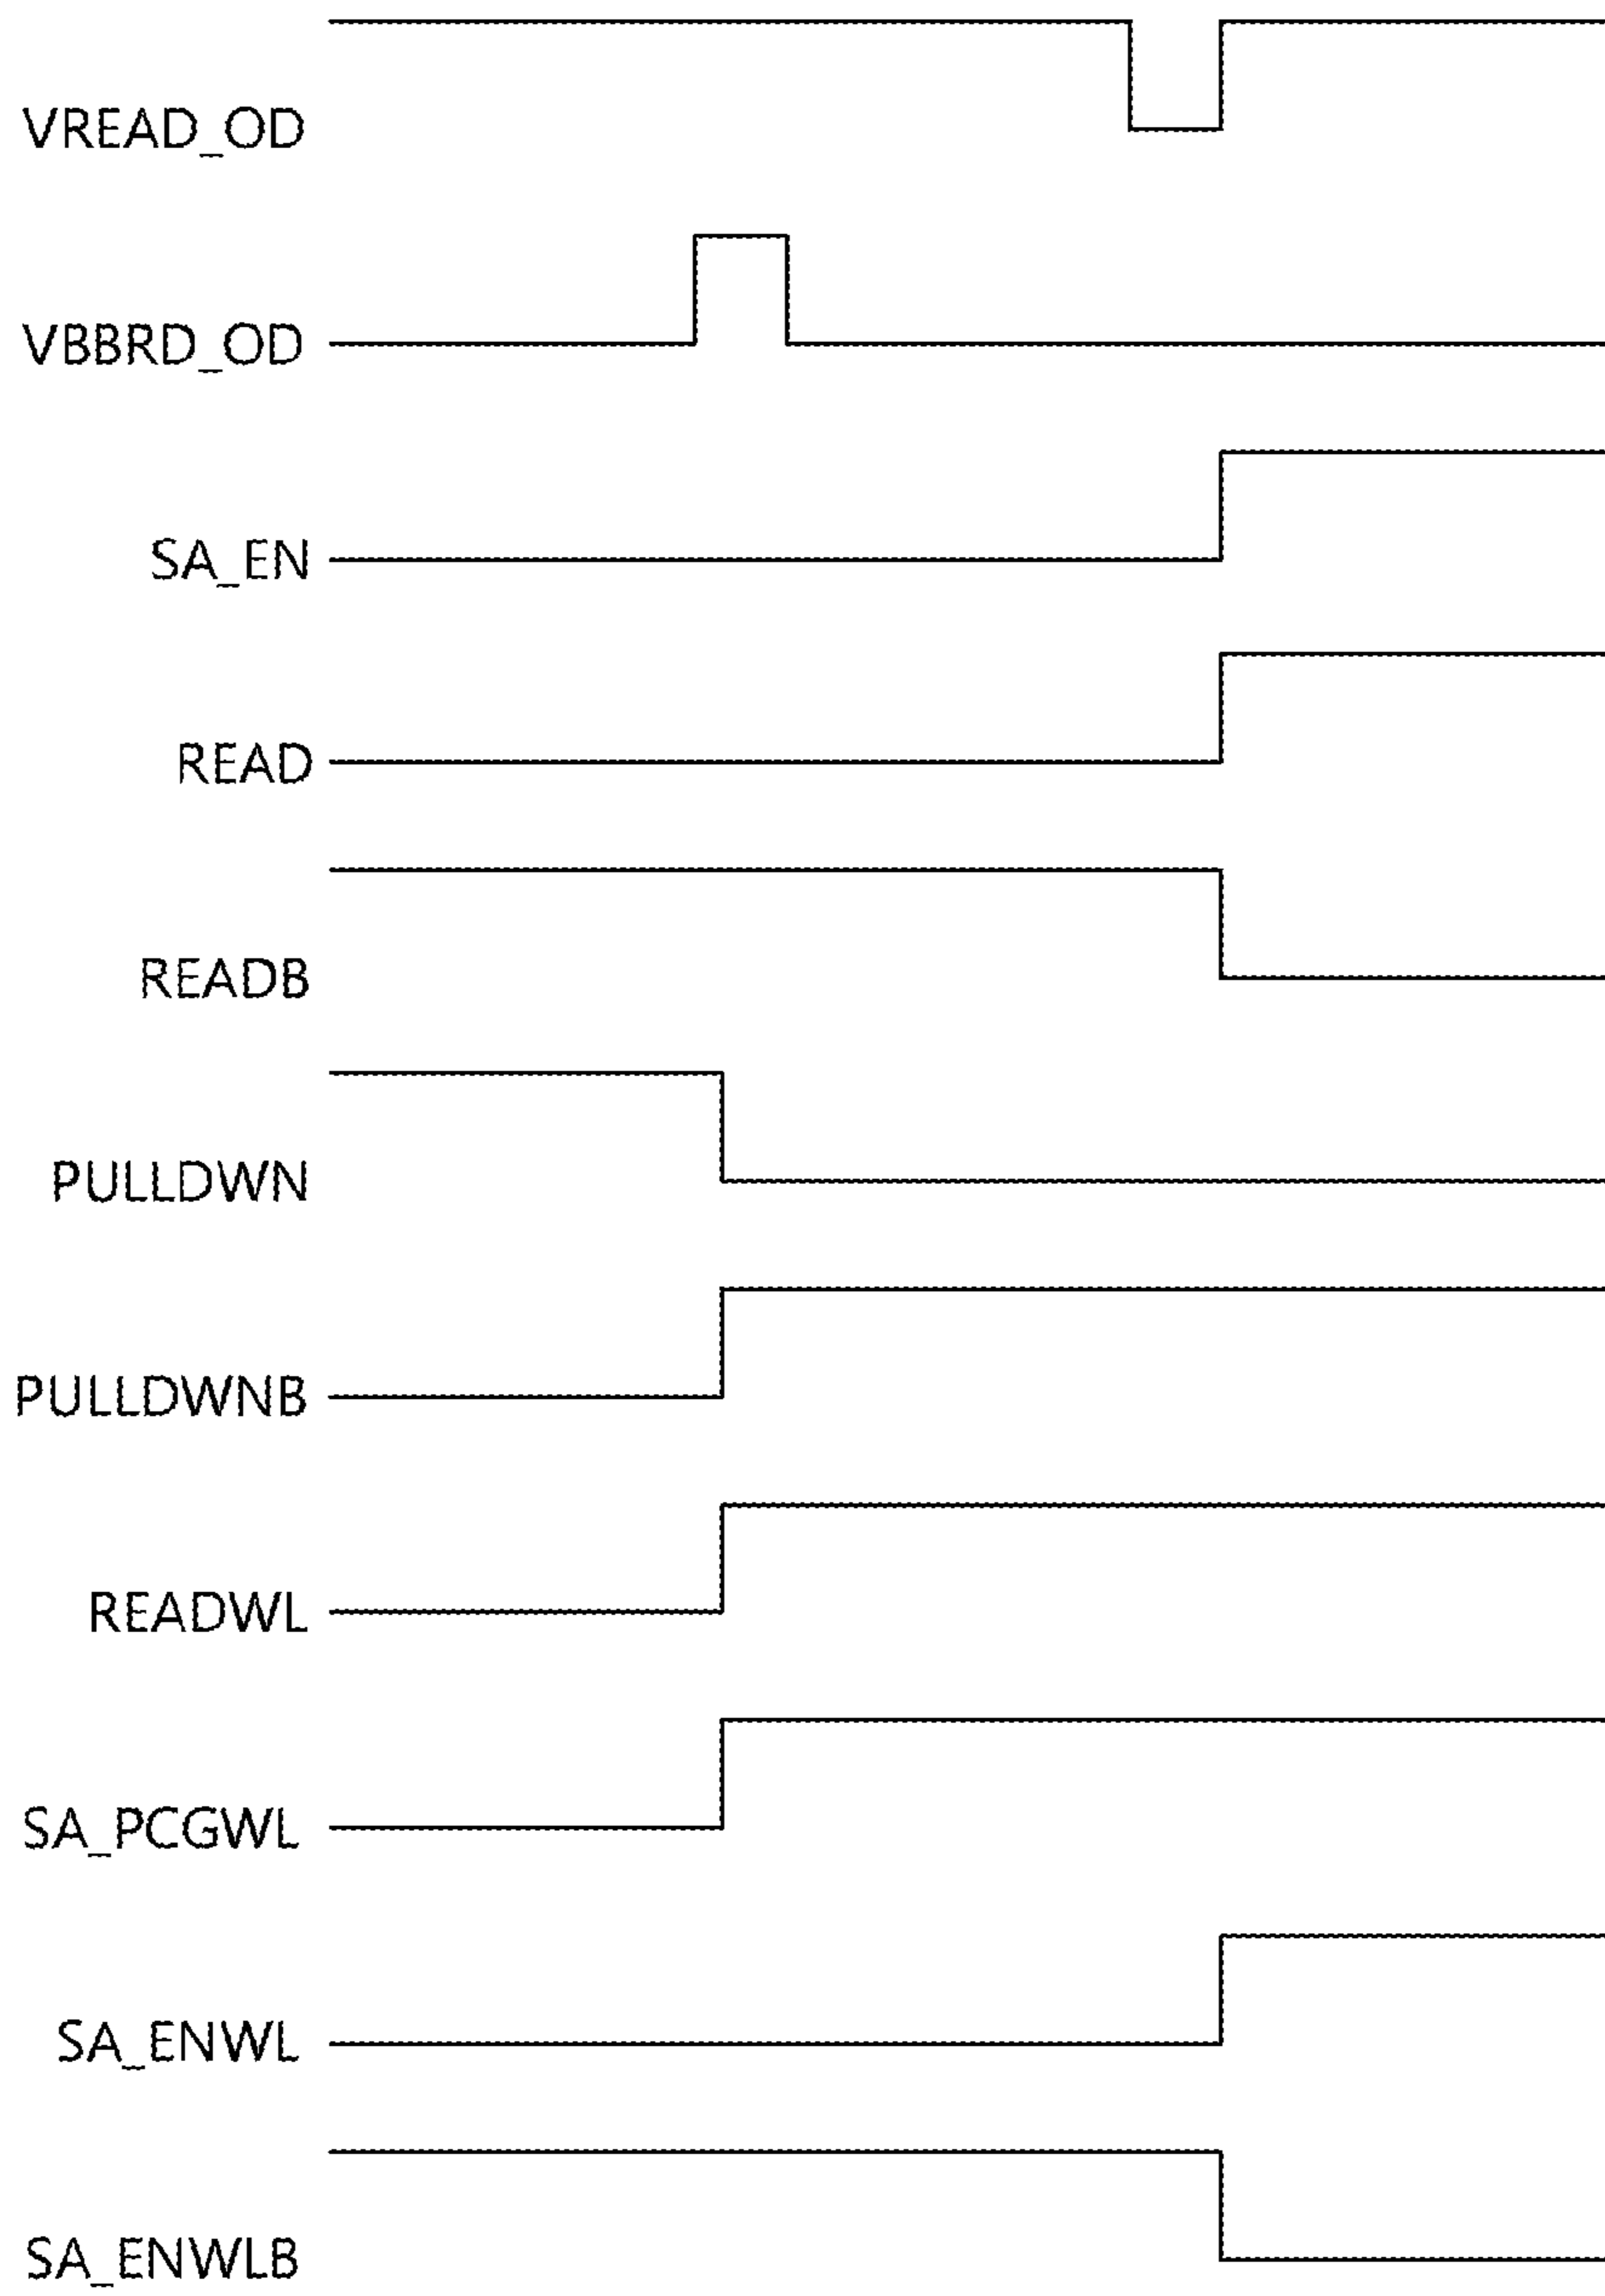 VREAD_OD
VBBRD_OD
SA_EN
READ
READB
PULLDWN
PULLDWNB
READWL
SA_PCGWL
SA_ENWL
SA_ENWLB